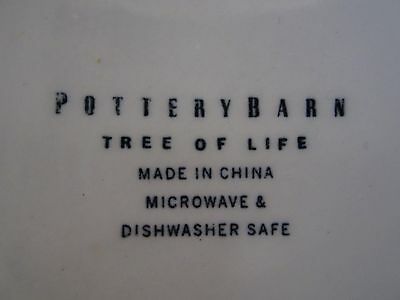 POTTERYBARN
TREE OF LIFE
MADE IN CHINA
MICROWAVE &
DISHWASHER SAFE